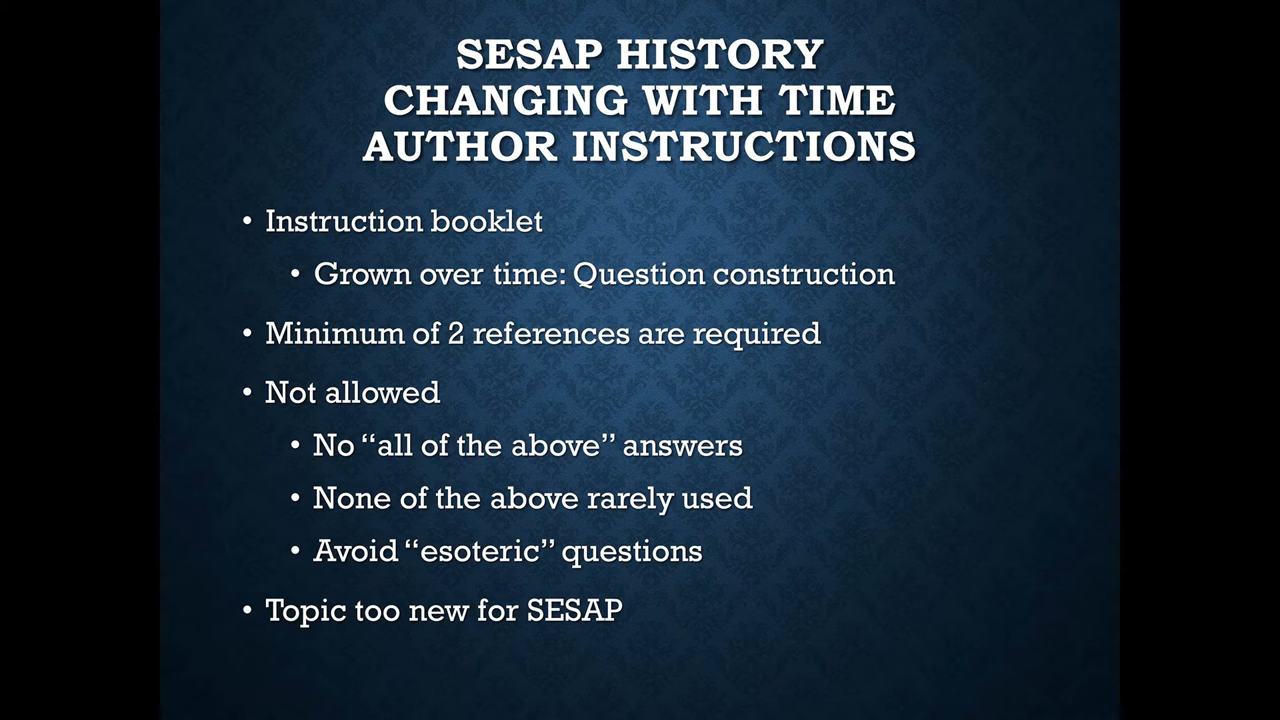 SESAP HISTORY
CHANGING WITH TIME
AUTHOR INSTRUCTIONS
• Instruction booklet
• Grown over time: Question construction
• Minimum of 2 references are required
• Not allowed
• No “all of the above” answers
• None of the above rarely used
• Avoid “esoteric” questions
• Topic too new for SESAP